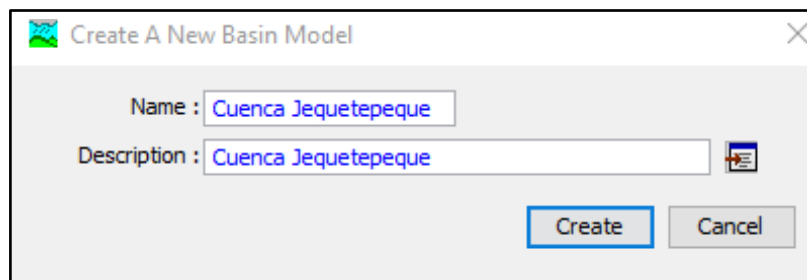 Create A New Basin Model
Name : Cuenca Jequetepeque
Description : Cuenca Jequetepeque
Create Cancel